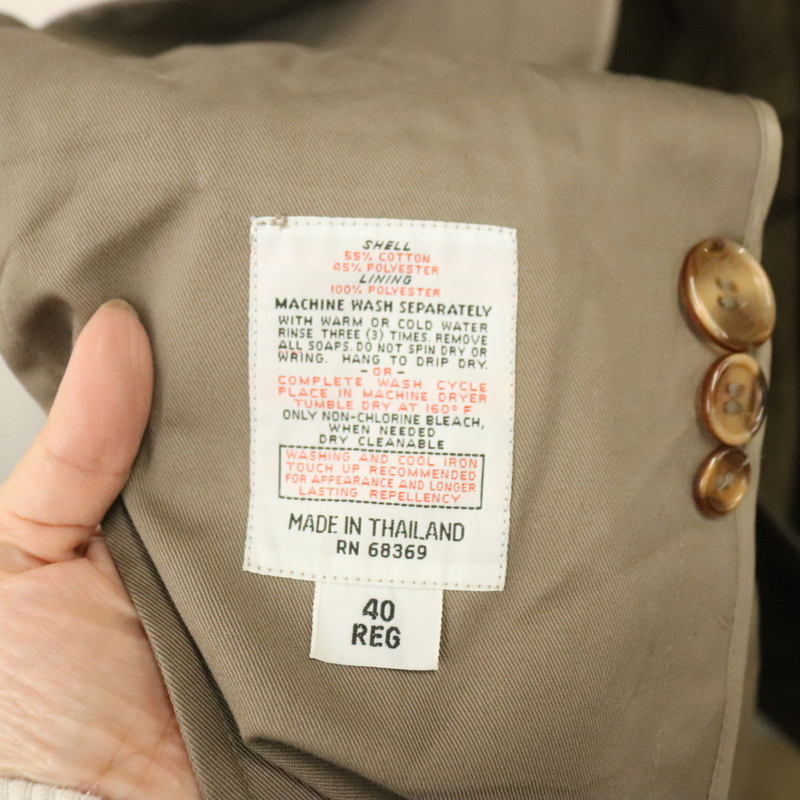 SHELL
55% COTTON
45% POLYESTER
LINING
100% POLYESTER
MACHINE WASH SEPARATELY
WITH WARM OR COLD WATER
RINSE THREE (3) TIMES. REMOVE
ALL SOAPS. DO NOT SPIN DRY OR
WRING. HANG TO DRIP DRY.
-OR-
COMPLETE WASH CYCLE
PLACE IN MACHINE DRYER
TUMBLE DRY AT 160° F
ONLY NON-CHLORINE BLEACH,
WHEN NEEDED
DRY CLEANABLE
WASHING AND COOL IRON
TOUCH UP RECOMMENDED
FOR APPEARANCE AND LONGER
LASTING REPELLENCY
MADE IN THAILAND
RN 68369
40
REG